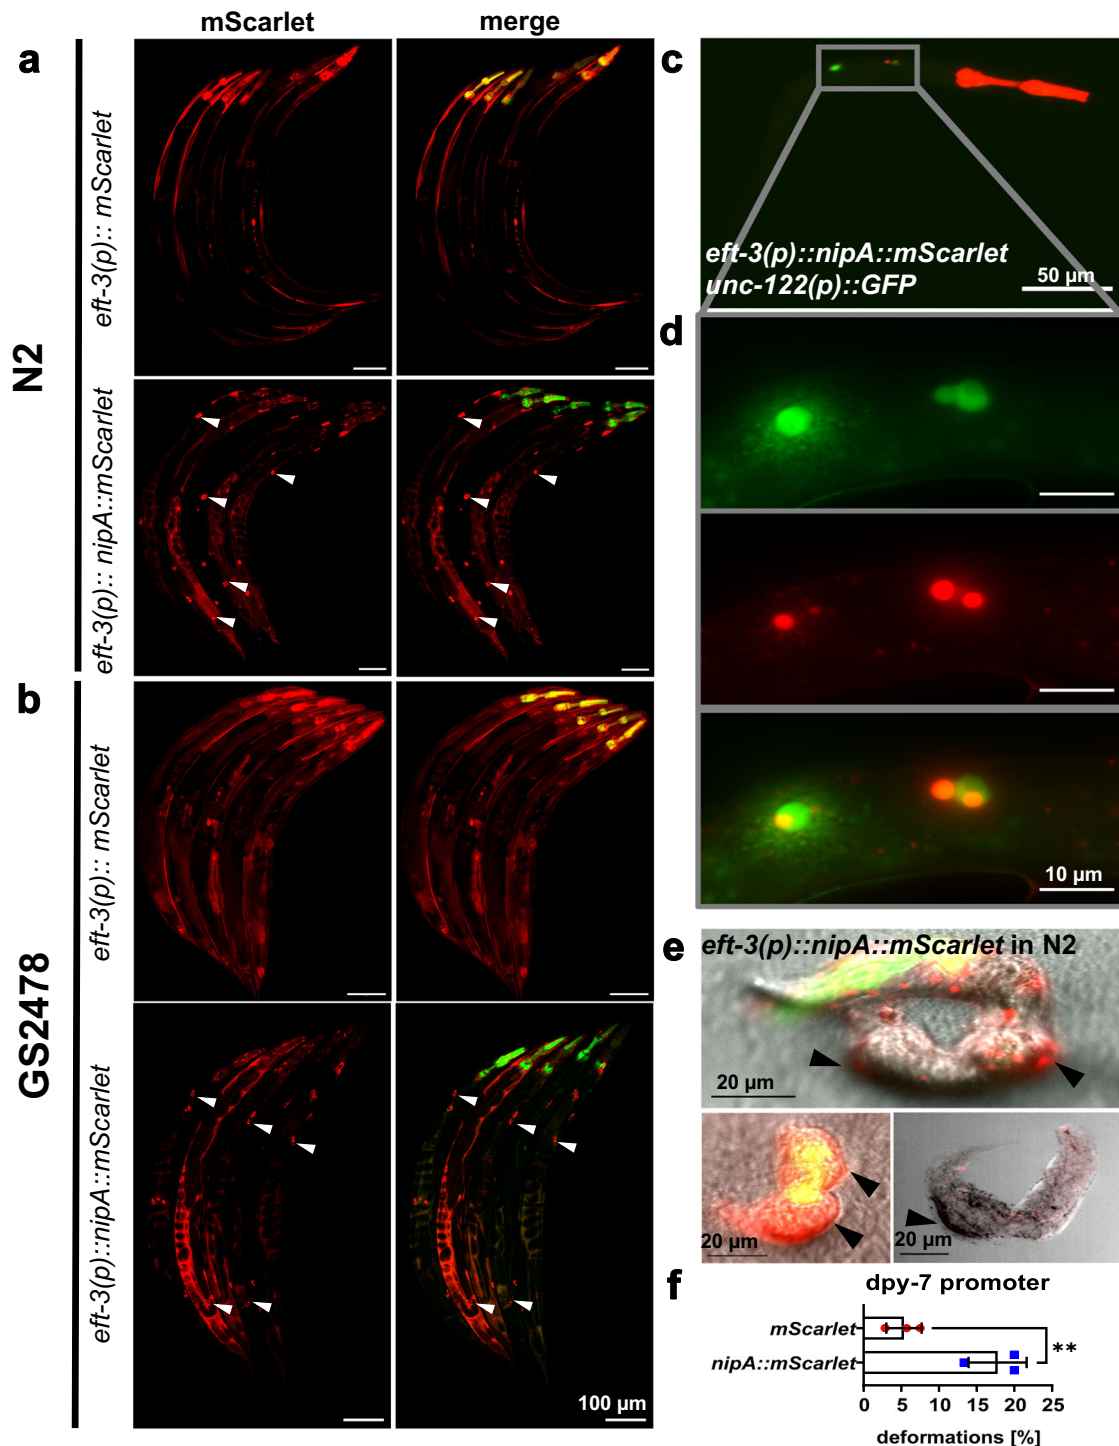 mScarlet
merge
a
N2
eft-3(p):: mScarlet
eft-3(p):: nipA::mScarlet
b
GS2478
eft-3(p):: mScarlet
eft-3(p)::nipA::mScarlet
100 µm
c
eft-3(p)::nipA::mScarlet
unc-122(p)::GFP
50 µm
d
10 µm
e
eft-3(p)::nipA::mScarlet in N2
20 µm
20 µm
20 µm
f
dpy-7 promoter
mScarlet
nipA::mScarlet
**
0 5 10 15 20 25
deformations [%]